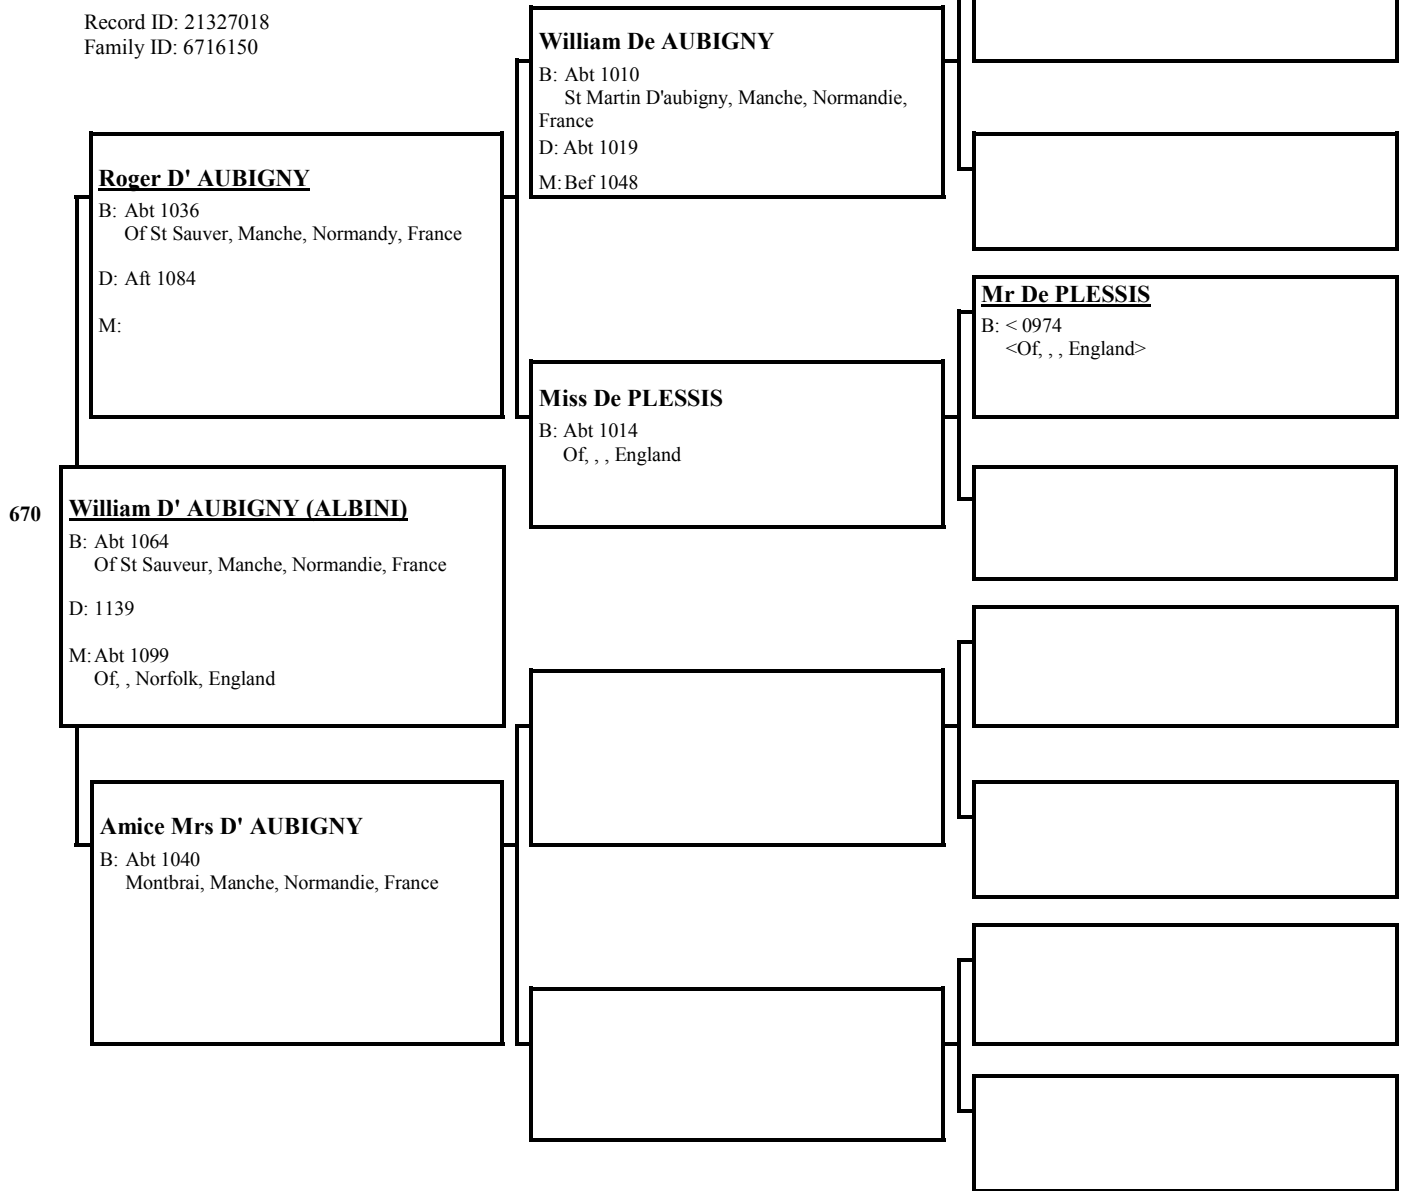 Record ID: 21327018
Family ID: 6716150
William De AUBIGNY
B: Abt 1010
St Martin D'aubigny, Manche, Normandie,
France
D: Abt 1019
M: Bef 1048
Roger D' AUBIGNY
B: Abt 1036
Of St Sauver, Manche, Normandy, France
D: Aft 1084
M:
Mr De PLESSIS
B: < 0974
<Of, , , England>
Miss De PLESSIS
B: Abt 1014
Of, , , England
670
William D' AUBIGNY (ALBINI)
B: Abt 1064
Of St Sauveur, Manche, Normandie, France
D: 1139
M: Abt 1099
Of, , Norfolk, England
Amice Mrs D' AUBIGNY
B: Abt 1040
Montbrai, Manche, Normandie, France